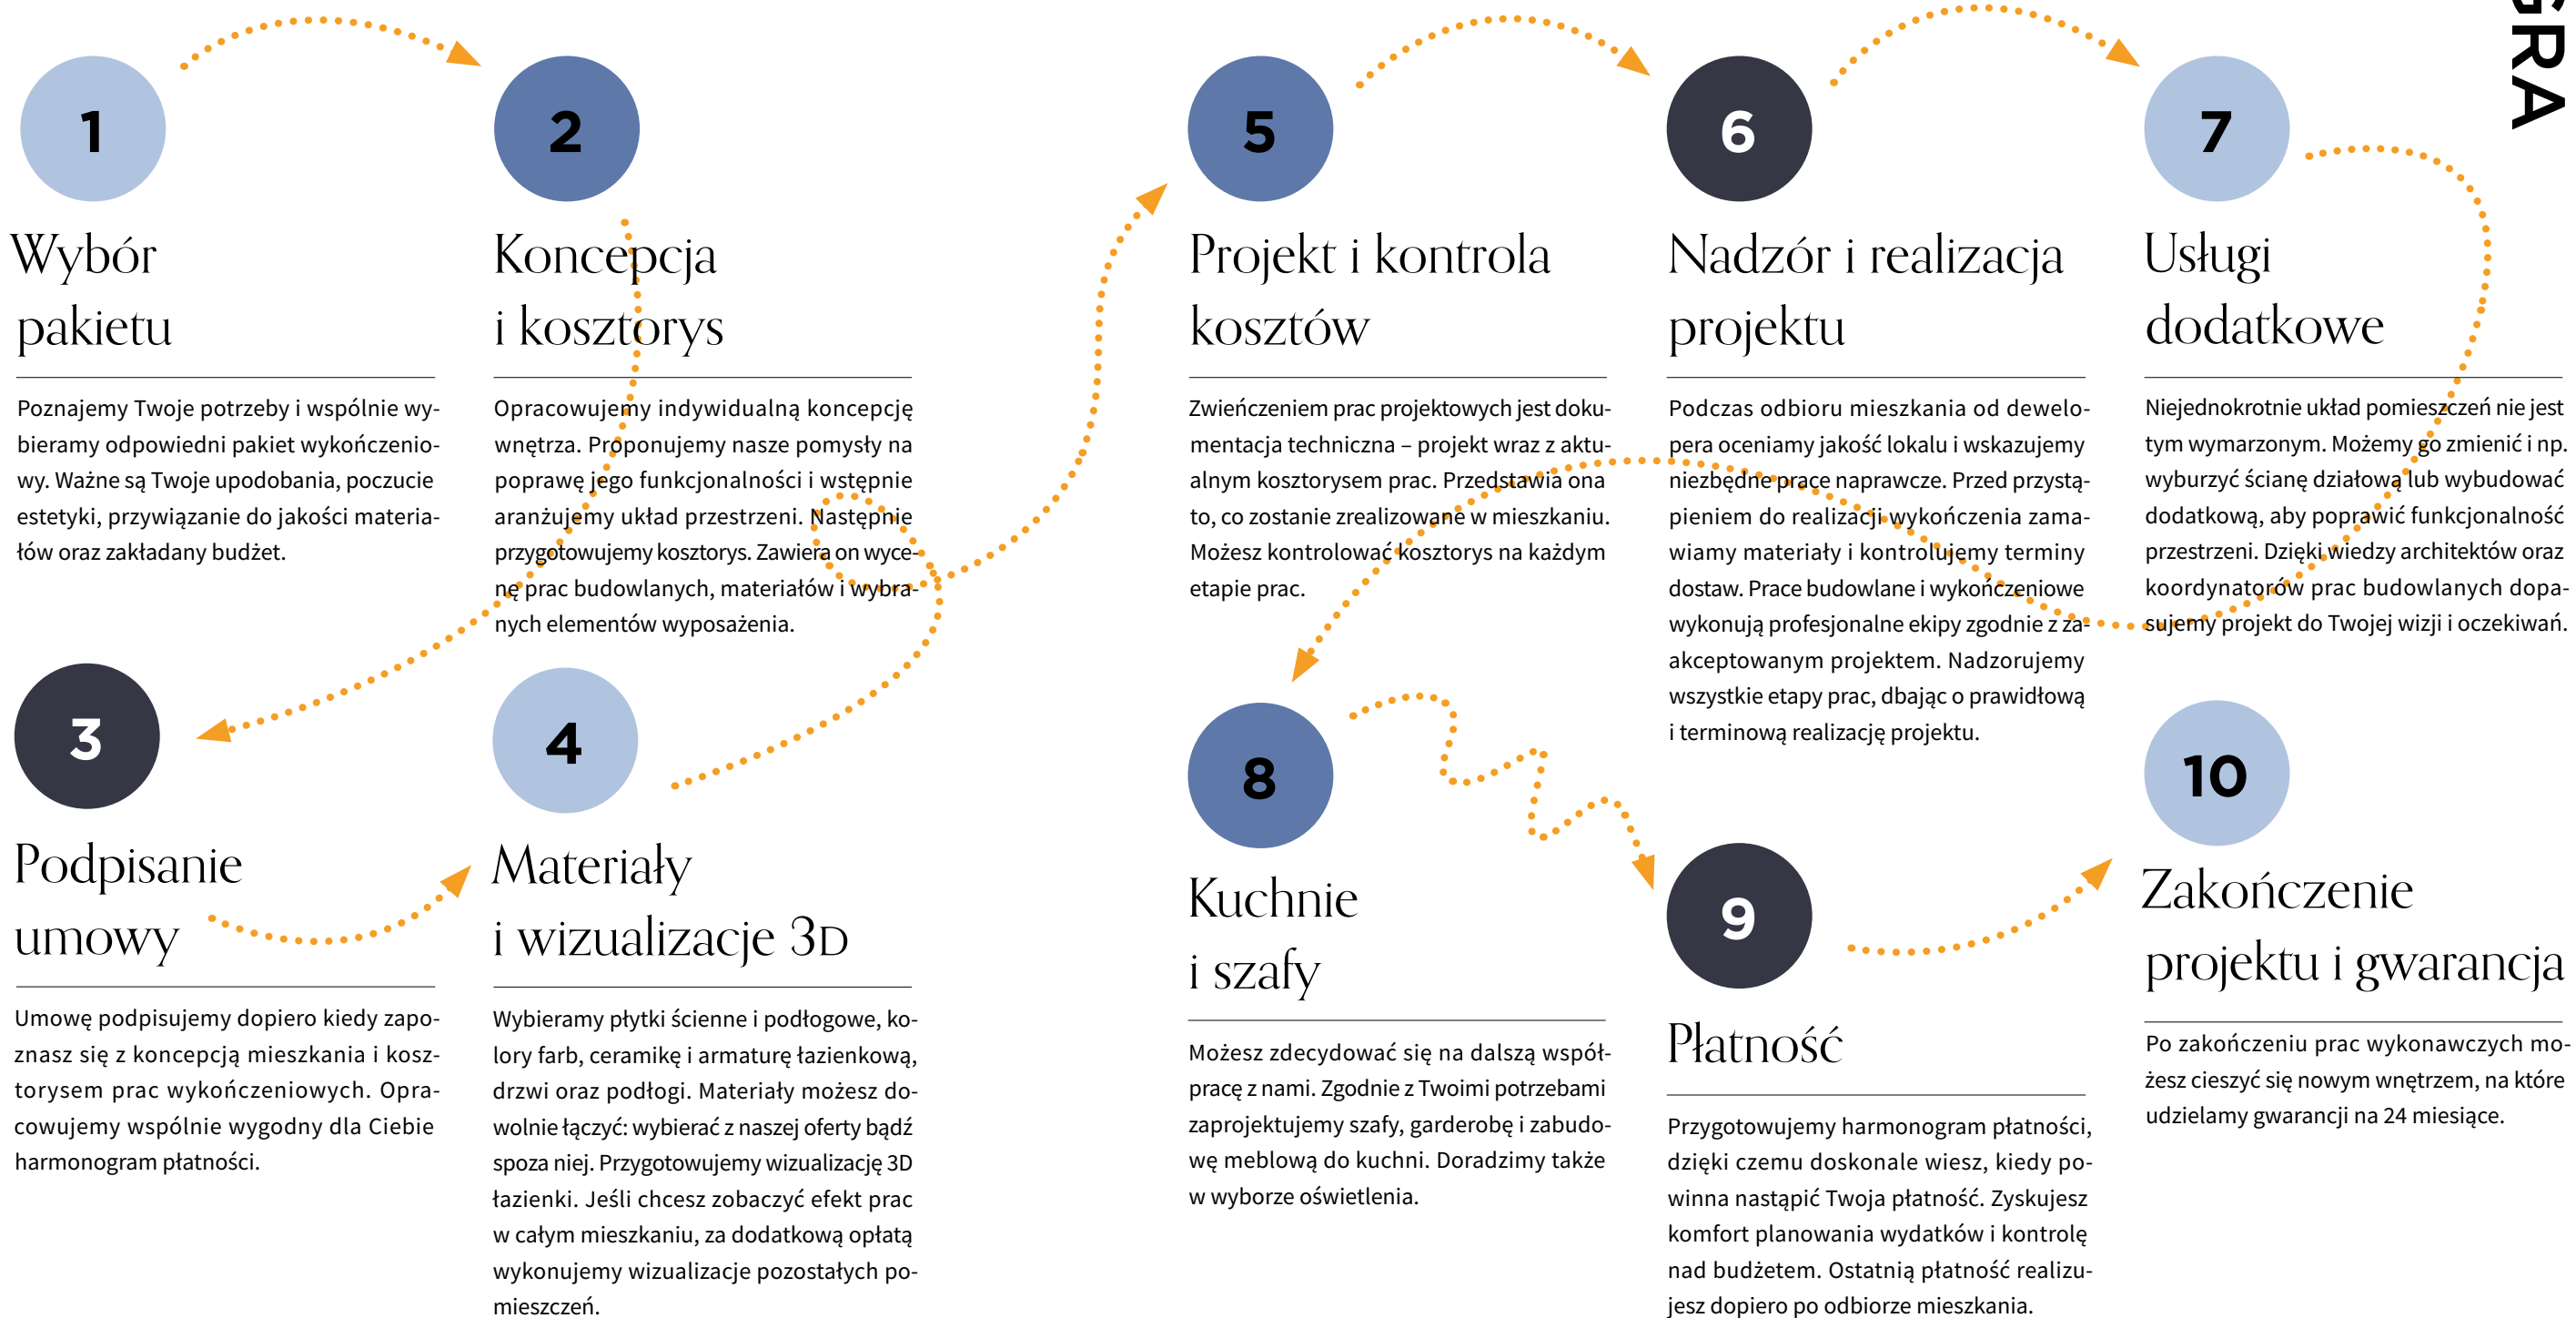 1
Wybór
pakietu
Poznajemy Twoje potrzeby i wspólnie wy-
bieramy odpowiedni pakiet wykończenio-
wy. Ważne są Twoje upodobania, poczucie
estetyki, przywiązanie do jakości materia-
łów oraz zakładany budżet.
2
Koncepcja
i kosztorys
Opracowujemy indywidualną koncepcję
wnętrza. Proponujemy nasze pomysły na
poprawę jego funkcjonalności i wstępnie
aranżujemy układ przestrzeni. Następnie
przygotowujemy kosztorys. Zawiera on wyce-
nę prac budowlanych, materiałów i wybra-
nych elementów wyposażenia.
3
Podpisanie
umowy
Umowę podpisujemy dopiero kiedy zapo-
znasz się z koncepcją mieszkania i kosz-
torysem prac wykończeniowych. Opra-
cowujemy wspólnie wygodny dla Ciebie
harmonogram płatności.
4
Materiały
i wizualizacje 3D
Wybieramy płytki ścienne i podłogowe, ko-
lory farb, ceramikę i armaturę łazienkową,
drzwi oraz podłogi. Materiały możesz do-
wolnie łączyć: wybierać z naszej oferty bądź
spoza niej. Przygotowujemy wizualizację 3D
łazienki. Jeśli chcesz zobaczyć efekt prac
w całym mieszkaniu, za dodatkową opłatą
wykonujemy wizualizacje pozostałych po-
mieszczeń.
5
Projekt i kontrola
kosztów
Zwieńczeniem prac projektowych jest doku-
mentacja techniczna – projekt wraz z aktu-
alnym kosztorysem prac. Przedstawia ona
to, co zostanie zrealizowane w mieszkaniu.
Możesz kontrolować kosztorys na każdym
etapie prac.
6
Nadzór i realizacja
projektu
Podczas odbioru mieszkania od dewelo-
pera oceniamy jakość lokalu i wskazujemy
niezbędne prace naprawcze. Przed przystą-
pieniem do realizacji wykończenia zama-
wiamy materiały i kontrolujemy terminy
dostaw. Prace budowlane i wykończeniowe
wykonują profesjonalne ekipy zgodnie z za-
akceptowanym projektem. Nadzorujemy
wszystkie etapy prac, dbając o prawidłową
i terminową realizację projektu.
7
Usługi
dodatkowe
Niejednokrotnie układ pomieszczeń nie jest
tym wymarzonym. Możemy go zmienić i np.
wyburzyć ścianę działową lub wybudować
dodatkową, aby poprawić funkcjonalność
przestrzeni. Dzięki wiedzy architektów oraz
koordynatorów prac budowlanych dopa-
sujemy projekt do Twojej wizji i oczekiwań.
8
Kuchnie
i szafy
Możesz zdecydować się na dalszą współ-
pracę z nami. Zgodnie z Twoimi potrzebami
zaprojektujemy szafy, garderobę i zabudo-
wę meblową do kuchni. Doradzimy także
w wyborze oświetlenia.
9
Płatność
Przygotowujemy harmonogram płatności,
dzięki czemu doskonale wiesz, kiedy po-
winna nastąpić Twoja płatność. Zyskujesz
komfort planowania wydatków i kontrolę
nad budżetem. Ostatnią płatność realizu-
jesz dopiero po odbiorze mieszkania.
10
Zakończenie
projektu i gwarancja
Po zakończeniu prac wykonawczych mo-
żesz cieszyć się nowym wnętrzem, na które
udzielamy gwarancji na 24 miesiące.
GRA